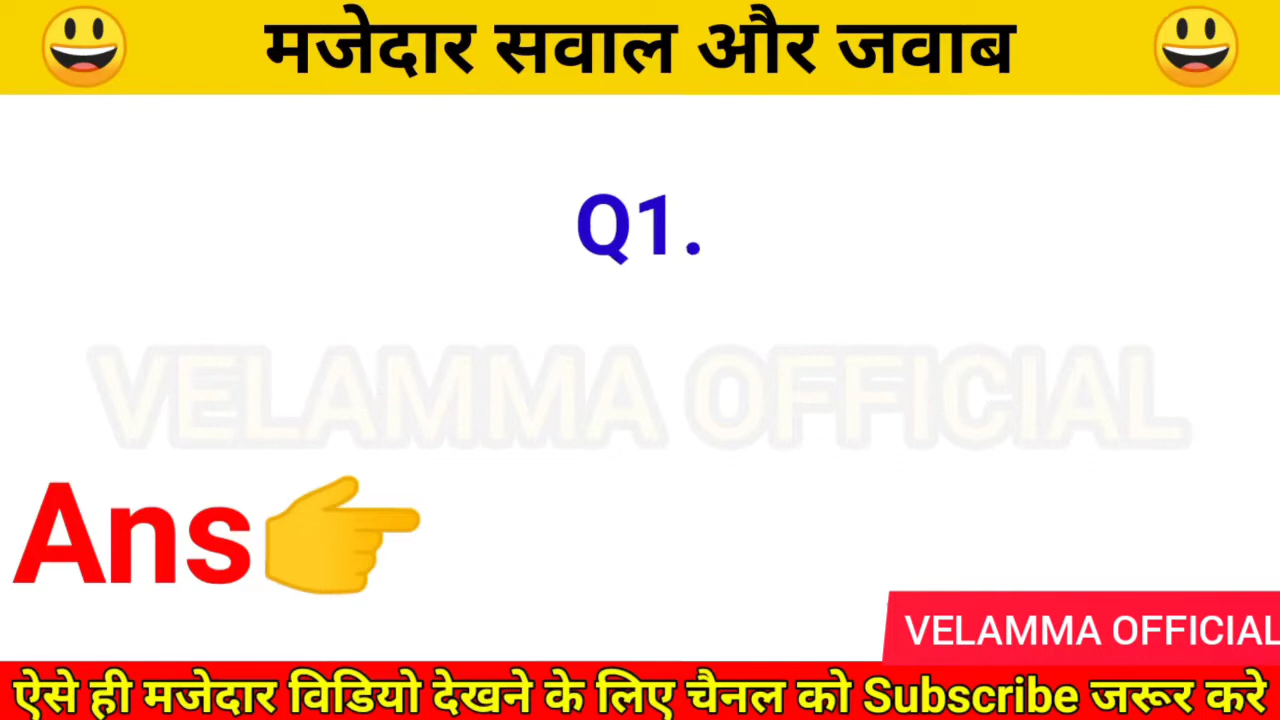 मजेदार सवाल और जवाब
Q1.
VELAMMA OFFICIAL
Ans
VELAMMA OFFICIAL
ऐसे ही मजेदार विडियो देखने के लिए चैनल को Subscribe जरूर करे